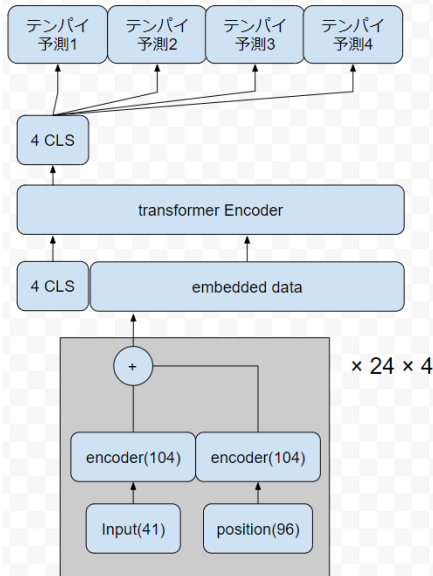 テンパイ
予測1
テンパイ
予測2
テンパイ
予測3
テンパイ
予測4
4 CLS
transformer Encoder
4 CLS
embedded data
+
× 24 × 4
encoder(104)
encoder(104)
Input(41)
position(96)